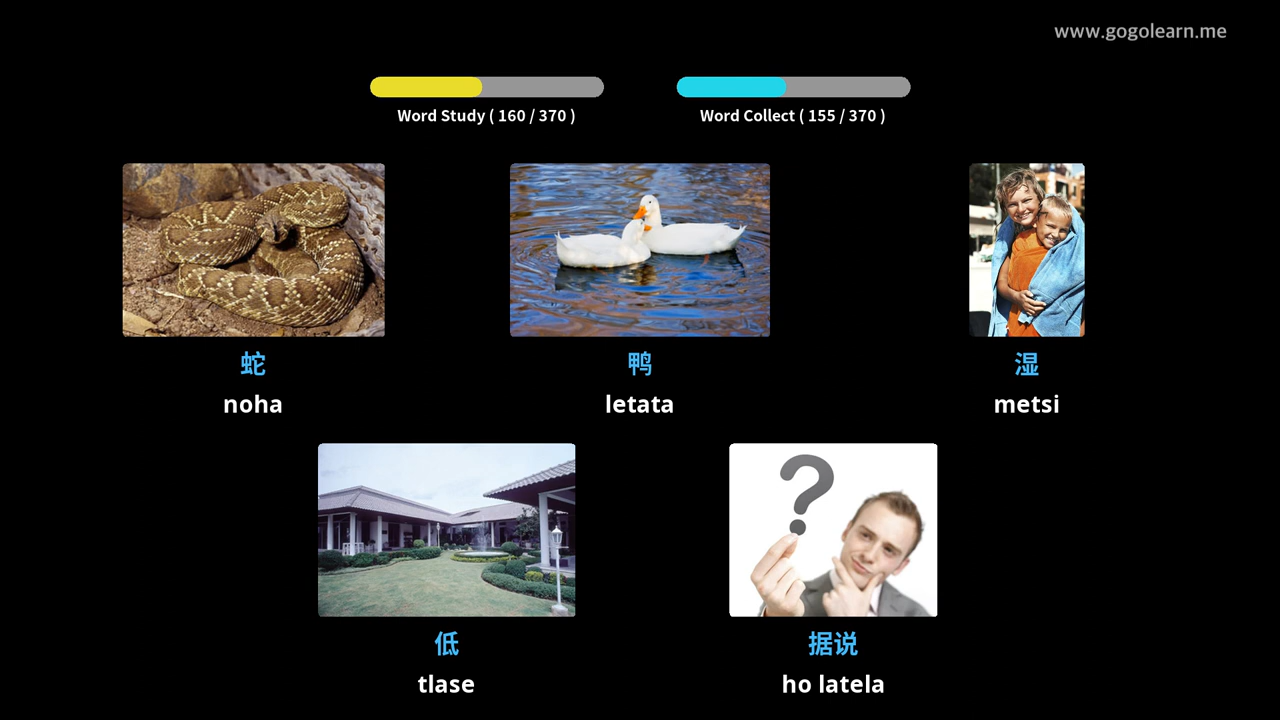 www.gogolearn.me
Word Study ( 160 / 370 )
Word Collect ( 155 / 370 )
蛇
noha
鸭
letata
湿
metsi
低
tlase
据说
ho latela